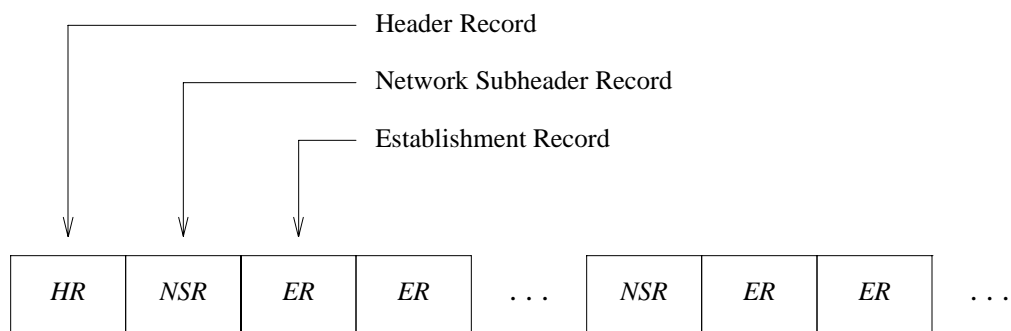 Header Record
Network Subheader Record
Establishment Record
HR NSR ER ER . . . NSR ER ER . . .